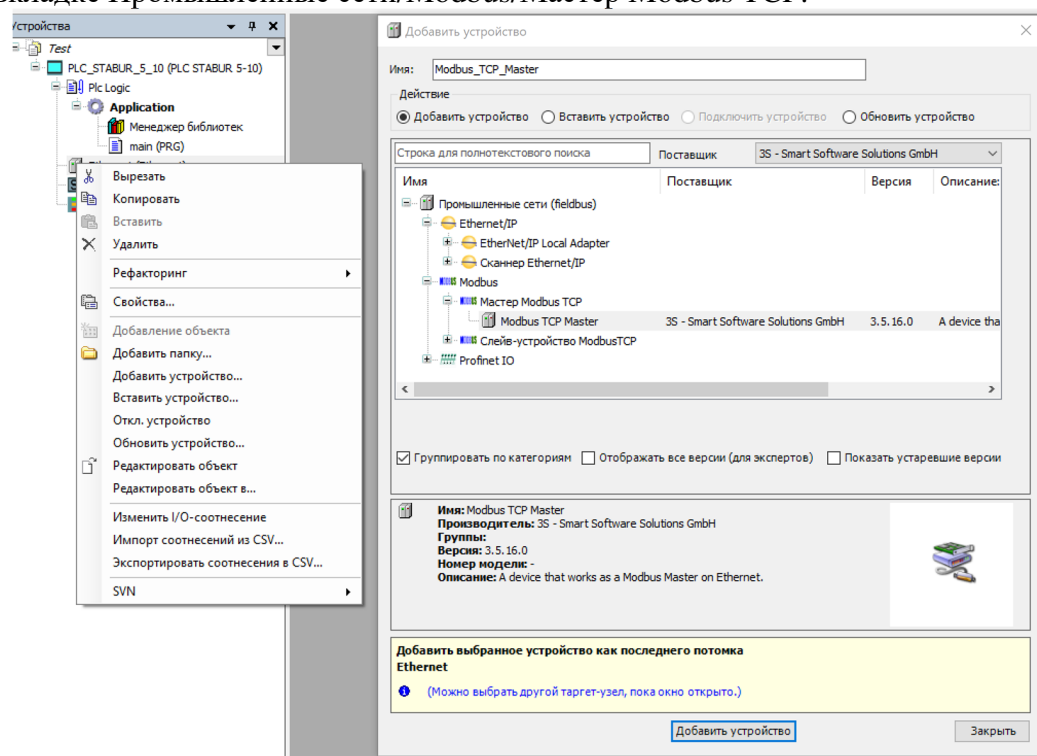 вкладке Промышленные сети/Modbus/Мастер Modbus TCP.
Устройства
Test
PLC_STABUR_5_10 (PLC STABUR 5-10)
Plc Logic
Application
Менеджер библиотек
main (PRG)
Вырезать
Копировать
Вставить
Удалить
Рефакторинг
Свойства...
Добавление объекта
Добавить папку...
Добавить устройство...
Вставить устройство...
Откл. устройство
Обновить устройство...
Редактировать объект
Редактировать объект в...
Изменить I/O-соотнесение
Импорт соотнесений из CSV...
Экспортировать соотнесения в CSV...
SVN
Добавить устройство
Имя: Modbus_TCP_Master
Действие
Добавить устройство Вставить устройство Подключить устройство Обновить устройство
Строка для полнотекстового поиска Поставщик 3S - Smart Software Solutions GmbH
Имя Поставщик Версия Описание:
Промышленные сети (fieldbus)
Ethernet/IP
EtherNet/IP Local Adapter
Сканнер Ethernet/IP
Modbus
Мастер Modbus TCP
Modbus TCP Master 3S - Smart Software Solutions GmbH 3.5.16.0 A device tha
Слейв-устройство ModbusTCP
Profinet IO
Группировать по категориям Отображать все версии (для экспертов) Показать устаревшие версии
Имя: Modbus TCP Master
Производитель: 3S - Smart Software Solutions GmbH
Группы:
Версия: 3.5.16.0
Номер модели: -
Описание: A device that works as a Modbus Master on Ethernet.
Добавить выбранное устройство как последнего потомка
Ethernet
(Можно выбрать другой таргет-узел, пока окно открыто.)
Добавить устройство Закрыть